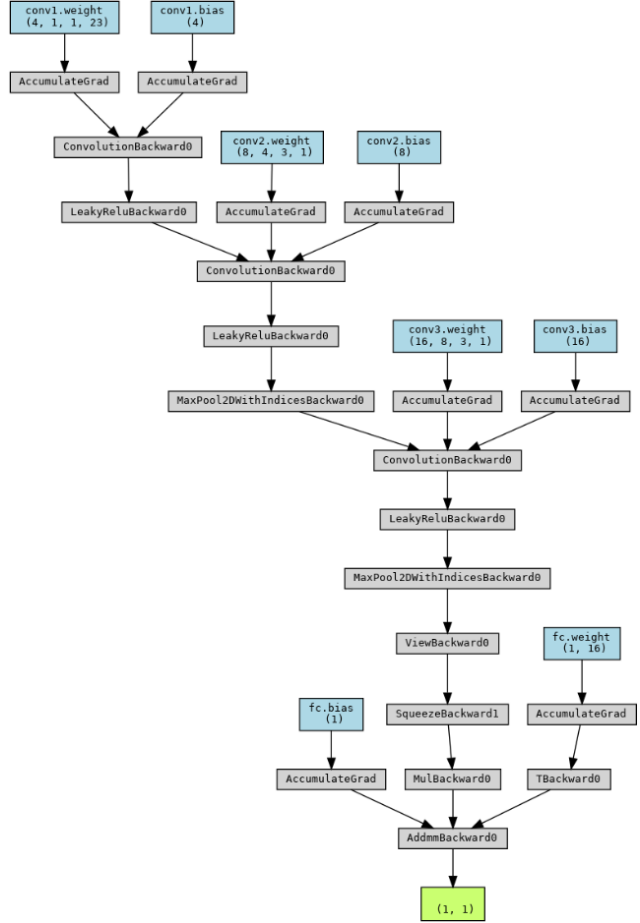 conv1.weight
(4, 1, 1, 23)
conv1.bias
(4)
AccumulateGrad
AccumulateGrad
ConvolutionBackward0
conv2.weight
(8, 4, 3, 1)
conv2.bias
(8)
LeakyReluBackward0
AccumulateGrad
AccumulateGrad
ConvolutionBackward0
LeakyReluBackward0
conv3.weight
(16, 8, 3, 1)
conv3.bias
(16)
MaxPool2DWithIndicesBackward0
AccumulateGrad
AccumulateGrad
ConvolutionBackward0
LeakyReluBackward0
MaxPool2DWithIndicesBackward0
ViewBackward0
fc.weight
(1, 16)
fc.bias
(1)
SqueezeBackward1
AccumulateGrad
AccumulateGrad
MulBackward0
TBackward0
AddmmBackward0
(1, 1)